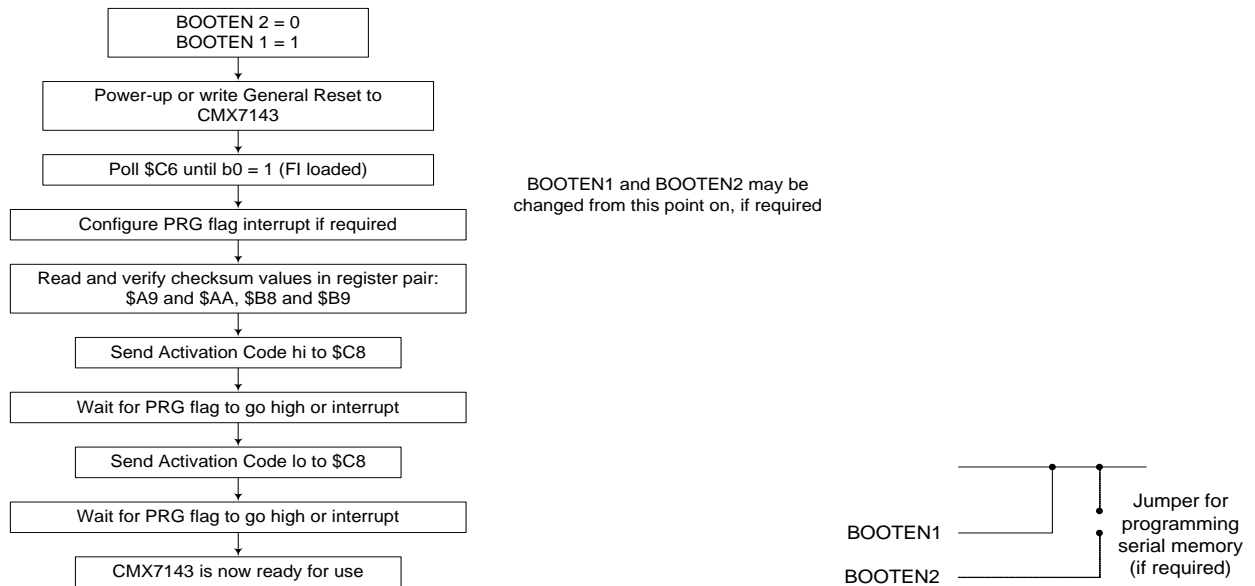 BOOTEN 2 = 0
BOOTEN 1 = 1
Power-up or write General Reset to
CMX7143
Poll $C6 until b0 = 1 (FI loaded)
BOOTEN1 and BOOTEN2 may be
changed from this point on, if required
Configure PRG flag interrupt if required
Read and verify checksum values in register pair:
$A9 and $AA, $B8 and $B9
Send Activation Code hi to $C8
Wait for PRG flag to go high or interrupt
Send Activation Code lo to $C8
Wait for PRG flag to go high or interrupt
CMX7143 is now ready for use
BOOTEN1
BOOTEN2
Jumper for
programming
serial memory
(if required)